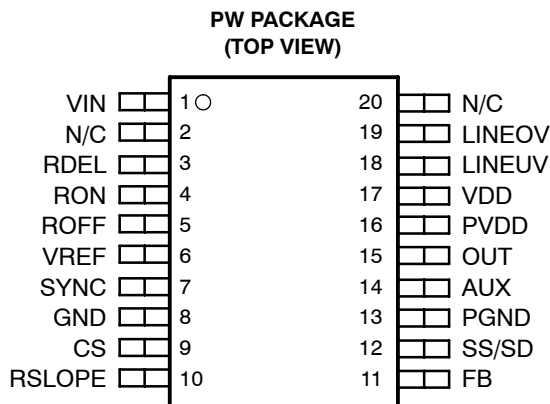 PW PACKAGE
(TOP VIEW)
VIN 1 20 N/C
N/C 2 19 LINEOV
RDEL 3 18 LINEUV
RON 4 17 VDD
ROFF 5 16 PVDD
VREF 6 15 OUT
SYNC 7 14 AUX
GND 8 13 PGND
CS 9 12 SS/SD
RSLOPE 10 11 FB